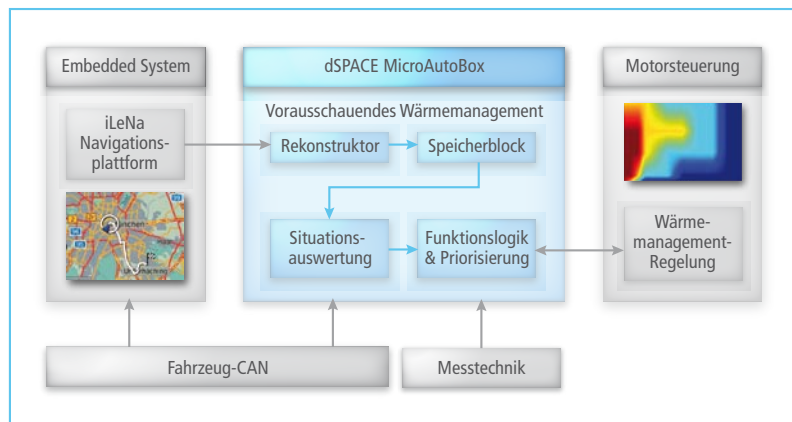 Embedded System
dSPACE MicroAutoBox
Motorsteuerung
iLeNa
Navigations-
plattform
Vorausschauendes Wärmemanagement
Rekonstruktor
Speicherblock
Situations-
auswertung
Funktionslogik
& Priorisierung
Wärme-
management-
Regelung
Fahrzeug-CAN
Messtechnik